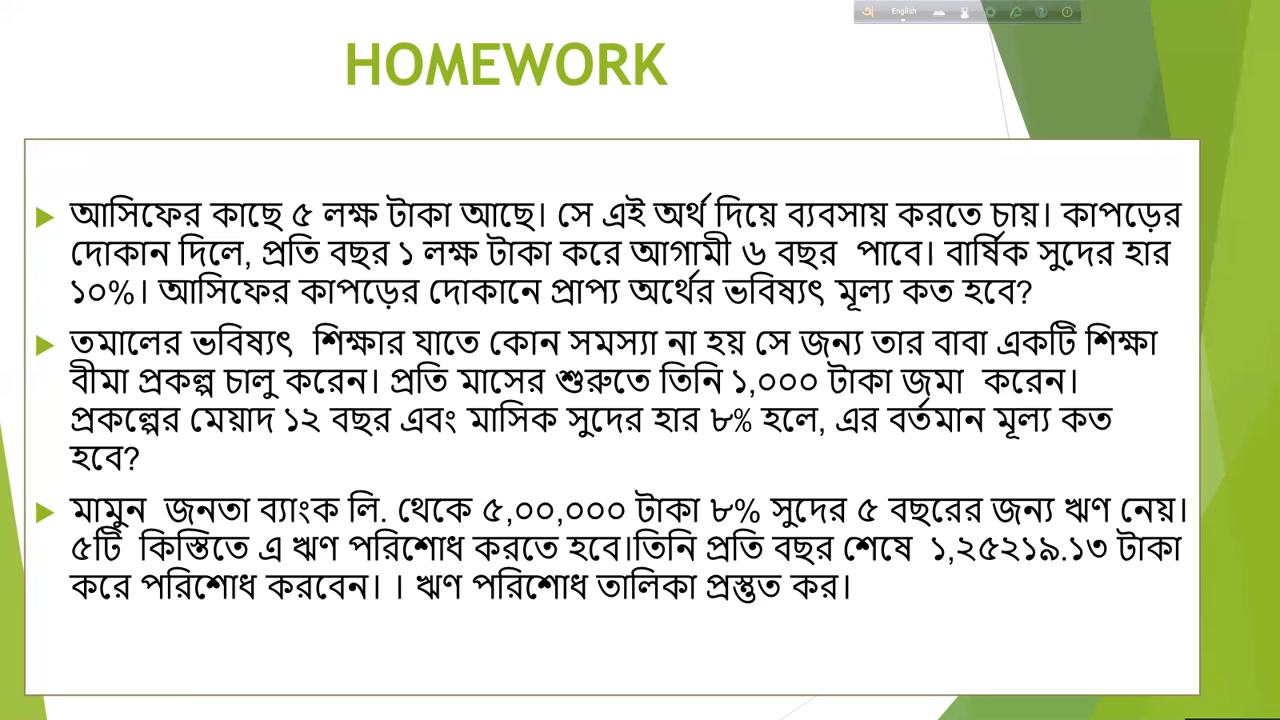 অ English
HOMEWORK
আসিফের কাছে ৫ লক্ষ টাকা আছে। সে এই অর্থ দিয়ে ব্যবসায় করতে চায়। কাপড়ের
দোকান দিলে, প্রতি বছর ১ লক্ষ টাকা করে আগামী ৬ বছর পাবে। বার্ষিক সুদের হার
১০%। আসিফের কাপড়ের দোকানে প্রাপ্য অর্থের ভবিষ্যৎ মূল্য কত হবে?
তমালের ভবিষ্যৎ শিক্ষার যাতে কোন সমস্যা না হয় সে জন্য তার বাবা একটি শিক্ষা
বীমা প্রকল্প চালু করেন। প্রতি মাসের শুরুতে তিনি ১,০০০ টাকা জমা করেন।
প্রকল্পের মেয়াদ ১২ বছর এবং মাসিক সুদের হার ৮% হলে, এর বর্তমান মূল্য কত
হবে?
মামুন জনতা ব্যাংক লি. থেকে ৫,০০,০০০ টাকা ৮% সুদের ৫ বছরের জন্য ঋণ নেয়।
৫টি কিস্তিতে এ ঋণ পরিশোধ করতে হবে।তিনি প্রতি বছর শেষে ১,২৫২১৯.১৩ টাকা
করে পরিশোধ করবেন। । ঋণ পরিশোধ তালিকা প্রস্তুত কর।